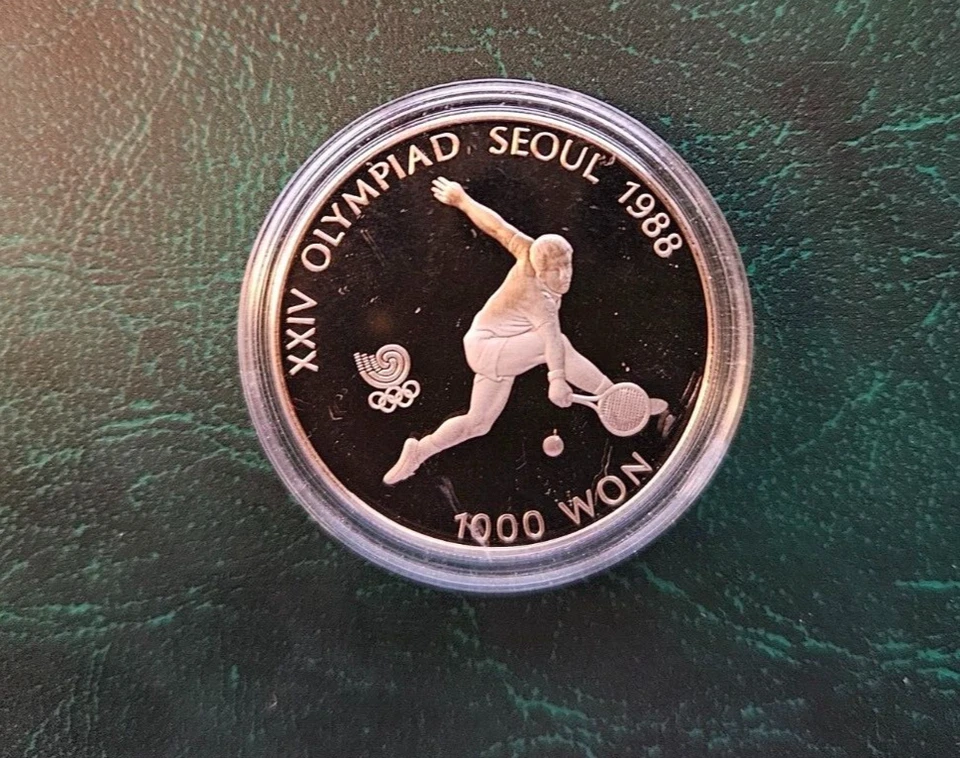 XXIV OLYMPIAD SEOUL 1988
1000 WON